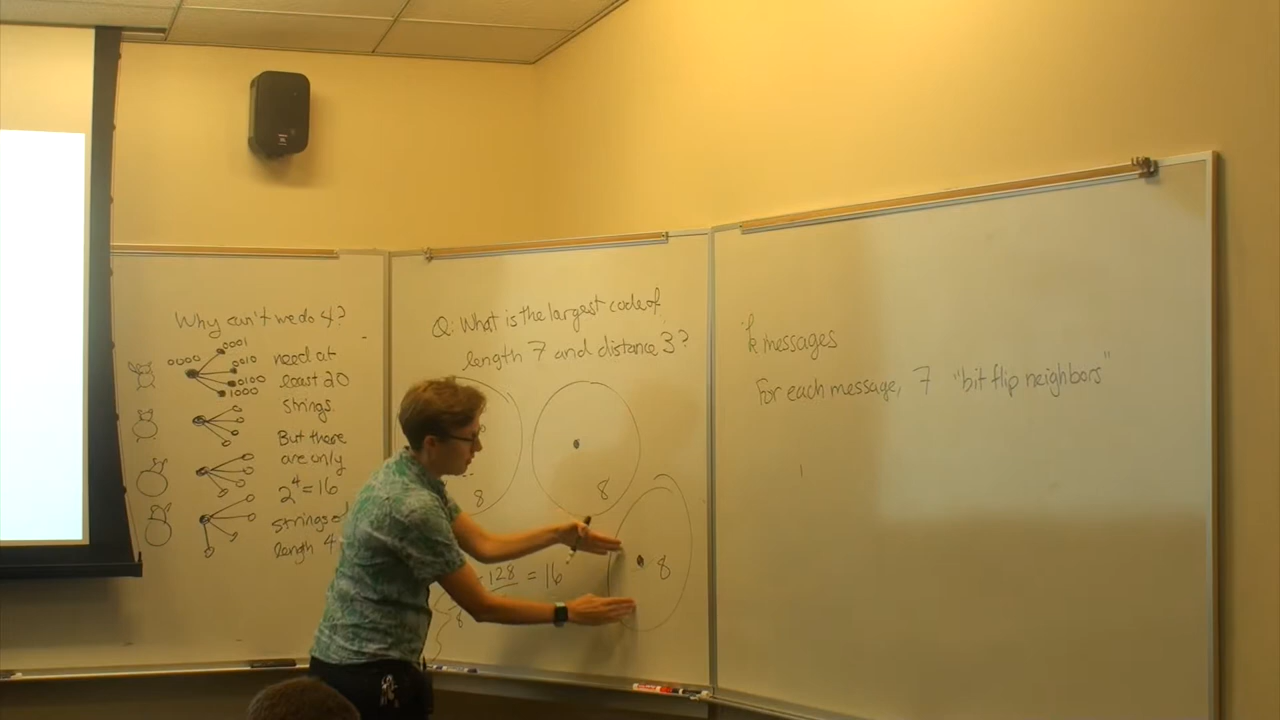 Why can't we do 4?
0000
0001
0010
0100
1000
need at
least 20
strings.
But there
are only
2^4 = 16
strings of
length 4
Q: What is the largest code of
length 7 and distance 3?
8
8
8
128 = 16
8
k messages
For each message, 7 "bit flip neighbors"